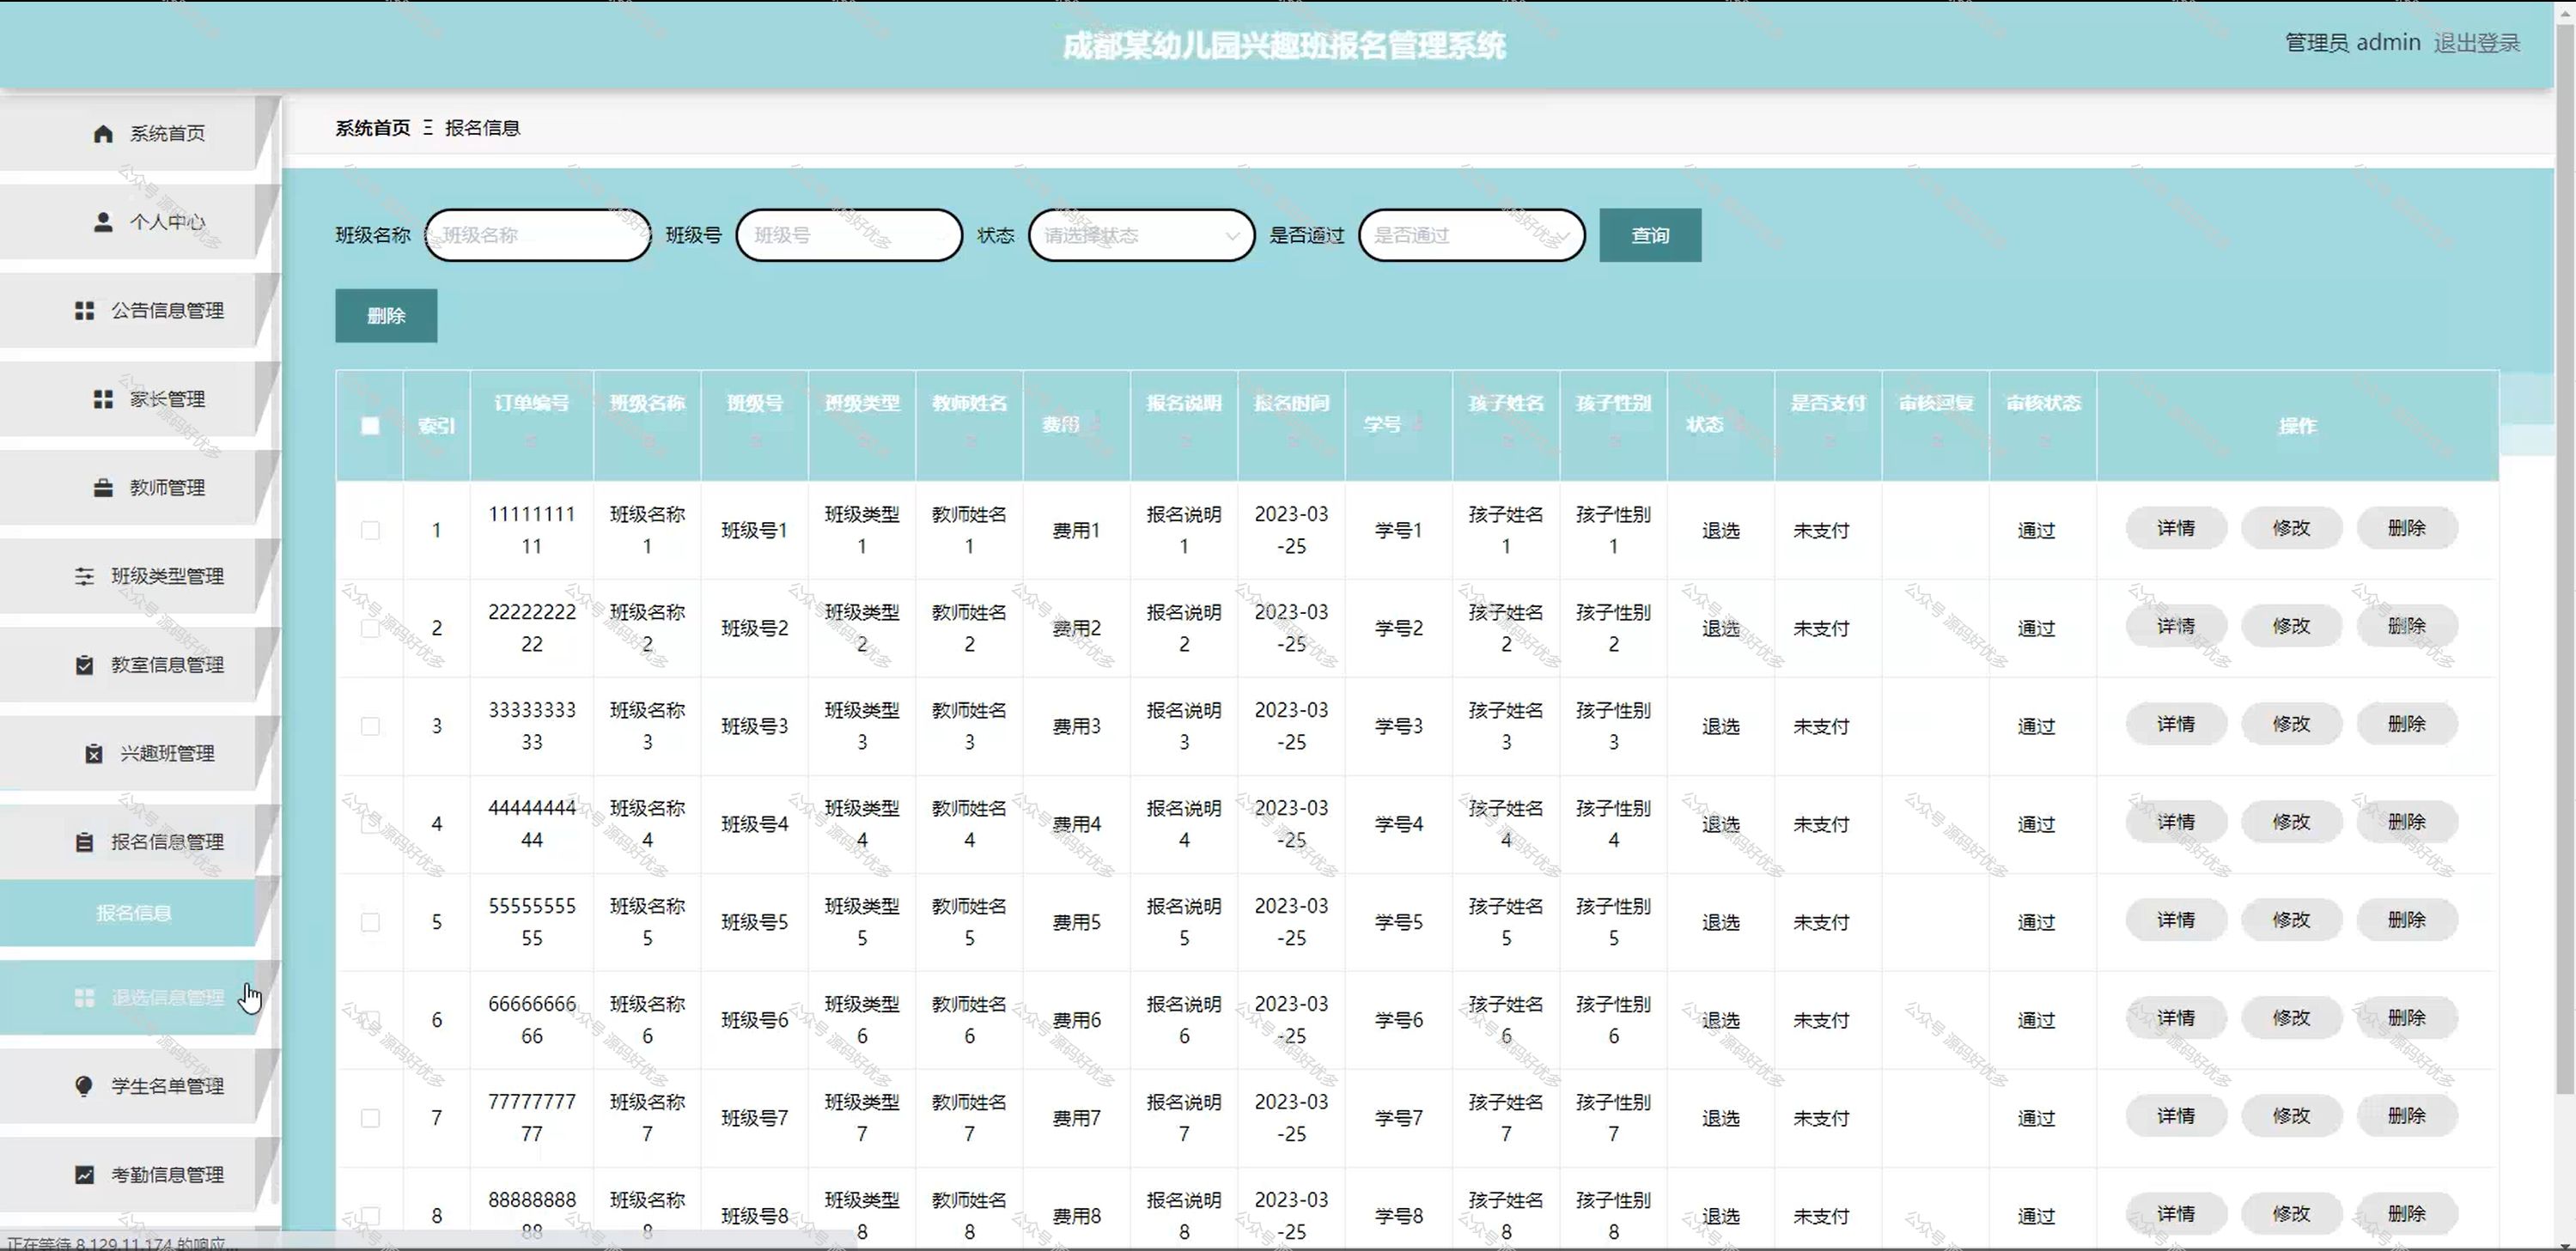 成都某幼儿园兴趣班报名管理系统
管理员 admin 退出登录
系统首页
个人中心
公告信息管理
家长管理
教师管理
班级类型管理
教室信息管理
兴趣班管理
报名信息管理
报名信息
退选信息管理
学生名单管理
考勤信息管理
系统首页 Ξ 报名信息
班级名称 班级名称 班级号 班级号 状态 请选择状态 是否通过 是否通过 查询
删除
索引 订单编号 班级名称 班级号 班级类型 教师姓名 费用 报名说明 报名时间 学号 孩子姓名 孩子性别 状态 是否支付 审核回复 审核状态 操作
1 1111111111 班级名称1 班级号1 班级类型1 教师姓名1 费用1 报名说明1 2023-03-25 学号1 孩子姓名1 孩子性别1 退选 未支付 通过 详情 修改 删除
2 2222222222 班级名称2 班级号2 班级类型2 教师姓名2 费用2 报名说明2 2023-03-25 学号2 孩子姓名2 孩子性别2 退选 未支付 通过 详情 修改 删除
3 3333333333 班级名称3 班级号3 班级类型3 教师姓名3 费用3 报名说明3 2023-03-25 学号3 孩子姓名3 孩子性别3 退选 未支付 通过 详情 修改 删除
4 4444444444 班级名称4 班级号4 班级类型4 教师姓名4 费用4 报名说明4 2023-03-25 学号4 孩子姓名4 孩子性别4 退选 未支付 通过 详情 修改 删除
5 5555555555 班级名称5 班级号5 班级类型5 教师姓名5 费用5 报名说明5 2023-03-25 学号5 孩子姓名5 孩子性别5 退选 未支付 通过 详情 修改 删除
6 6666666666 班级名称6 班级号6 班级类型6 教师姓名6 费用6 报名说明6 2023-03-25 学号6 孩子姓名6 孩子性别6 退选 未支付 通过 详情 修改 删除
7 7777777777 班级名称7 班级号7 班级类型7 教师姓名7 费用7 报名说明7 2023-03-25 学号7 孩子姓名7 孩子性别7 退选 未支付 通过 详情 修改 删除
8 8888888888 班级名称8 班级号8 班级类型8 教师姓名8 费用8 报名说明8 2023-03-25 学号8 孩子姓名8 孩子性别8 退选 未支付 通过 详情 修改 删除
正在等待 8.129.11.174 的响应...
公众号 源码好优多